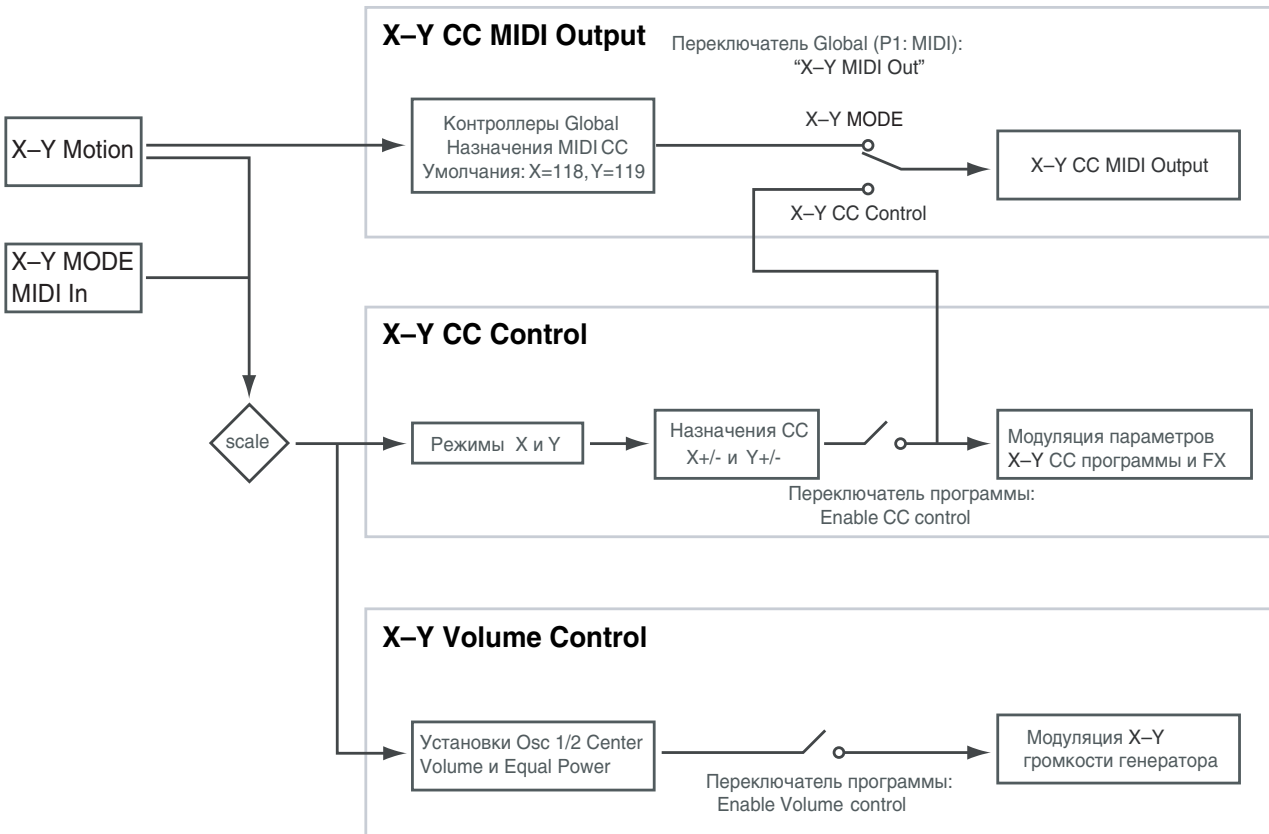 X–Y CC MIDI Output
Переключатель Global (P1: MIDI):
“X–Y MIDI Out”
X–Y Motion
Контроллеры Global
Назначения MIDI CC
Умолчания: X=118, Y=119
X–Y MODE
X–Y CC MIDI Output
X–Y CC Control
X–Y MODE
MIDI In
X–Y CC Control
scale
Режимы X и Y
Назначения CC
X+/- и Y+/-
Модуляция параметров
X–Y CC программы и FX
Переключатель программы:
Enable CC control
X–Y Volume Control
Установки Osc 1/2 Center
Volume и Equal Power
Модуляция X–Y
громкости генератора
Переключатель программы:
Enable Volume control